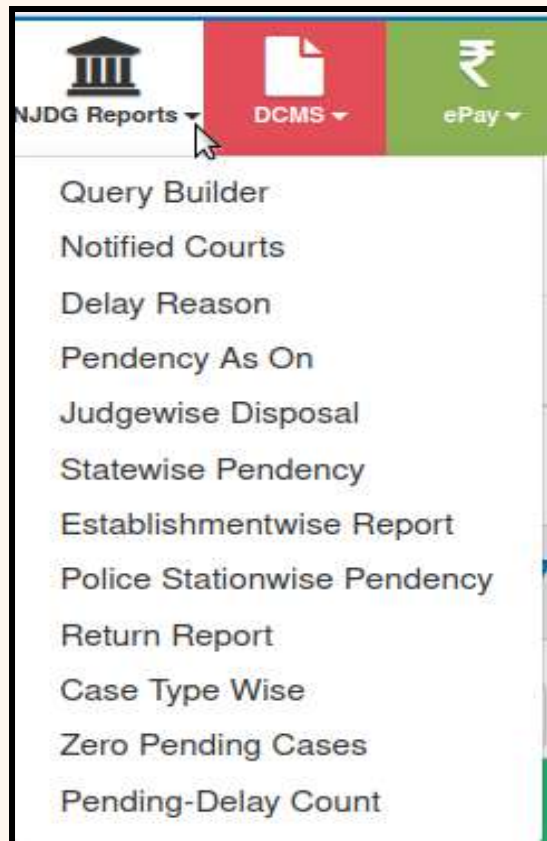 NJDG Reports DCMS ePay
Query Builder
Notified Courts
Delay Reason
Pendency As On
Judgewise Disposal
Statewise Pendency
Establishmentwise Report
Police Stationwise Pendency
Return Report
Case Type Wise
Zero Pending Cases
Pending-Delay Count